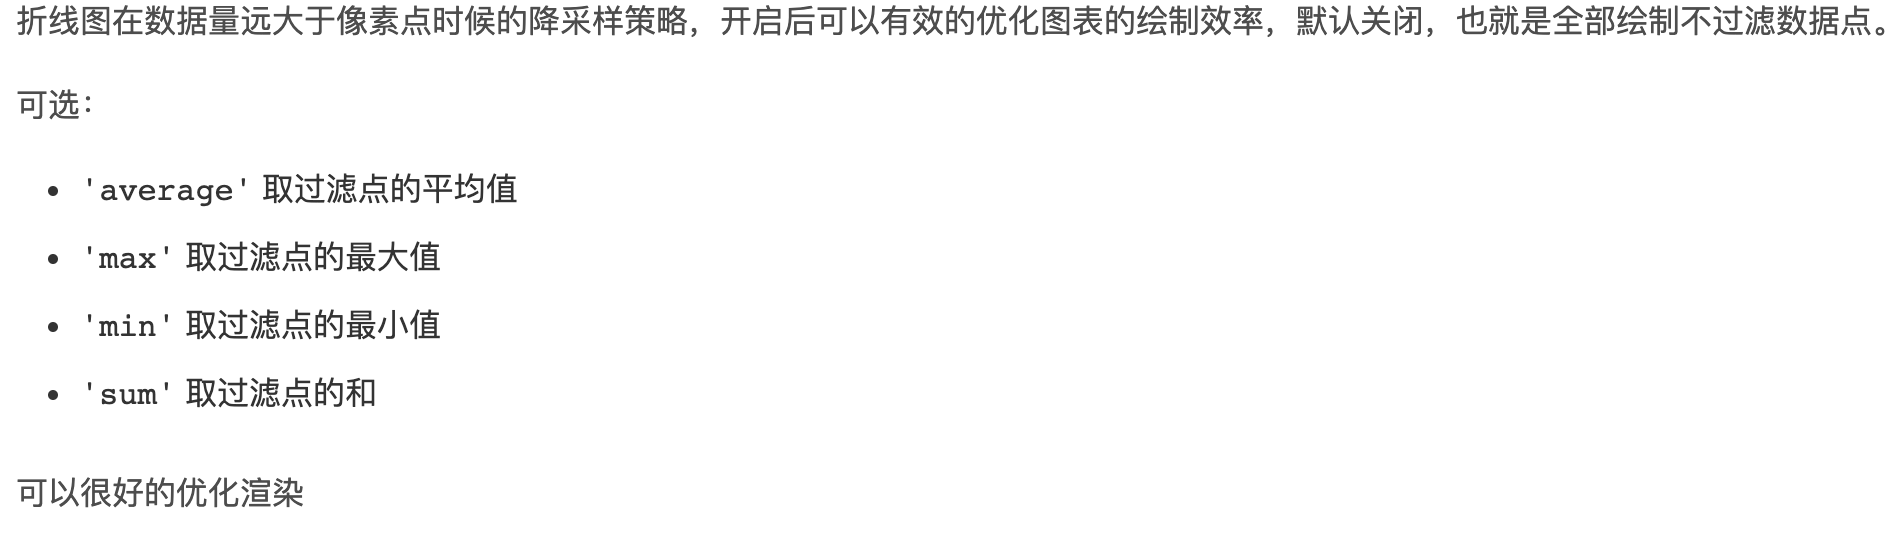 折线图在数据量远大于像素点时候的降采样策略，开启后可以有效的优化图表的绘制效率，默认关闭，也就是全部绘制不过滤数据点。
可选：
• 'average' 取过滤点的平均值
• 'max' 取过滤点的最大值
• 'min' 取过滤点的最小值
• 'sum' 取过滤点的和
可以很好的优化渲染